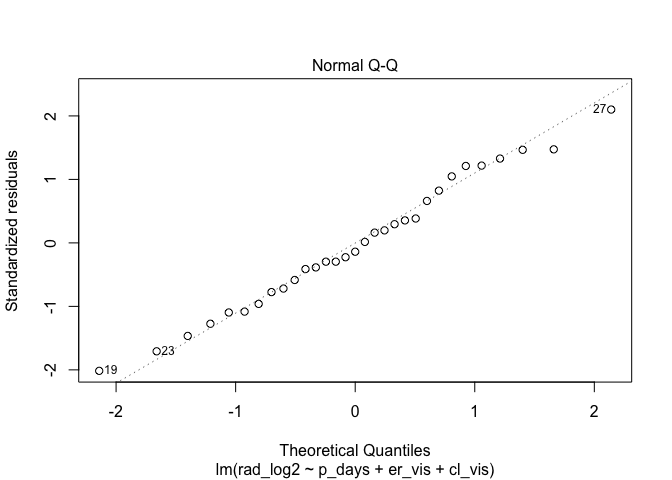 Normal Q-Q
Standardized residuals
2
1
0
-1
-2
27
23
19
-2 -1 0 1 2
Theoretical Quantiles
lm(rad_log2 ~ p_days + er_vis + cl_vis)